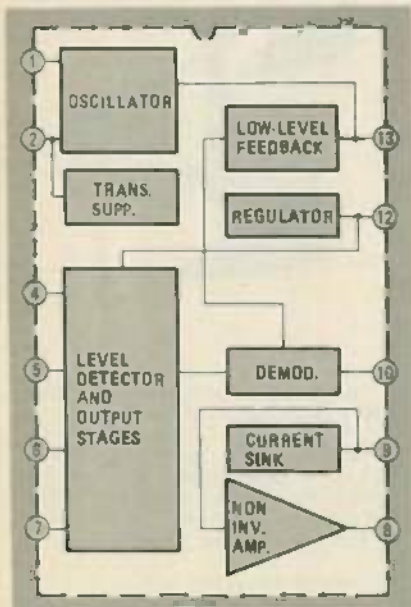 1
OSCILLATOR
2
TRANS.
SUPP.
LOW-LEVEL
FEEDBACK
13
REGULATOR
12
4
5
LEVEL
DETECTOR
AND
OUTPUT
STAGES
6
7
DEMOD.
10
CURRENT
SINK
9
NON
INV.
AMP.
8